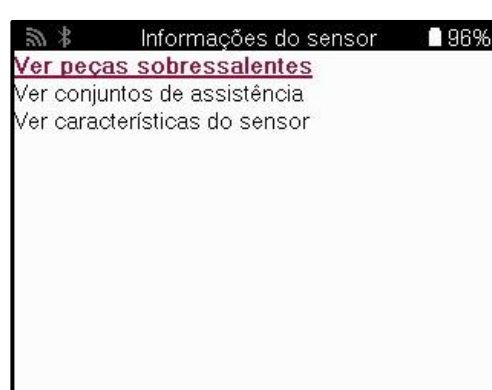 Informações do sensor 96%
Ver peças sobressalentes
Ver conjuntos de assistência
Ver características do sensor